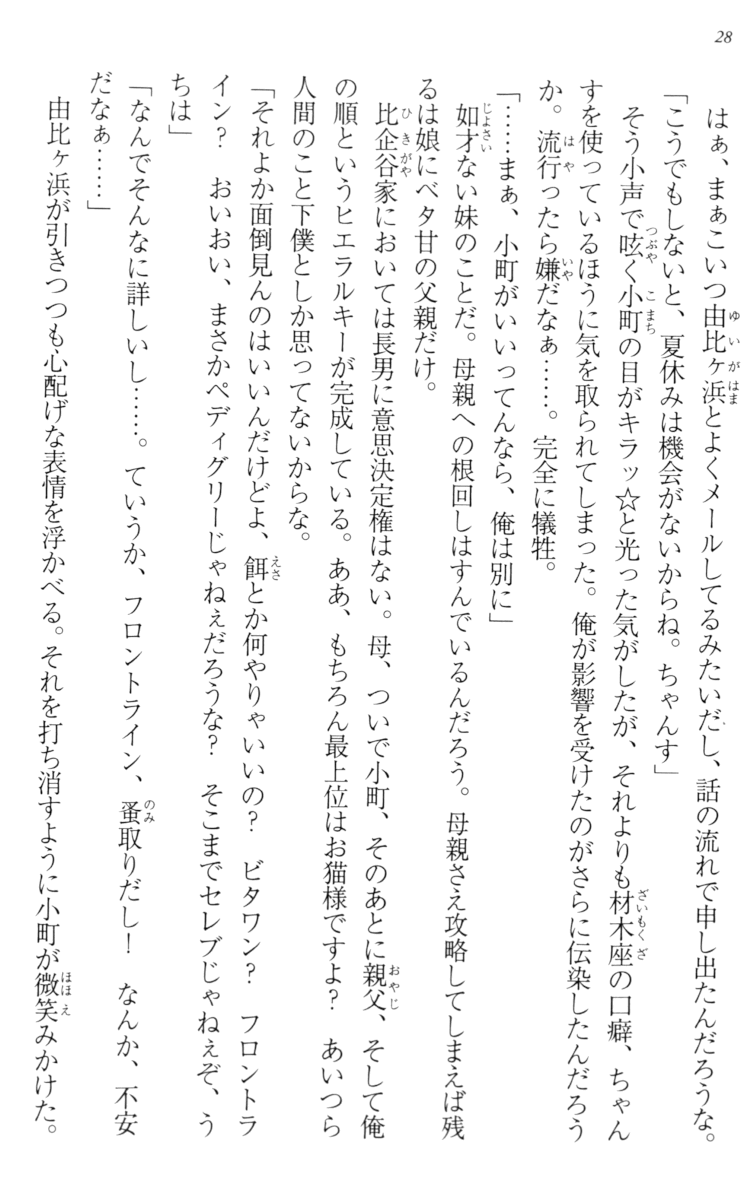 28
はぁ、まぁこいつ由比ヶ浜とよくメールしてるみたいだし、話の流れで申し出たんだろうな。
「こうでもしないと、夏休みは機会がないからね。ちゃんす」
そう小声で呟く小町の目がキラッ☆と光った気がしたが、それよりも材木座の口癖、ちゃん
すを使っているほうに気を取られてしまった。俺が影響を受けたのがさらに伝染したんだろう
か。流行ったら嫌だなぁ……。完全に犠牲。
「……まぁ、小町がいいってんなら、俺は別に」
如才ない妹のことだ。母親への根回しはすんでいるんだろう。母親さえ攻略してしまえば残
るは娘にベタ甘の父親だけ。
比企谷家においては長男に意思決定権はない。母、ついで小町、そのあとに親父、そして俺
の順というヒエラルキーが完成している。ああ、もちろん最上位はお猫様ですよ？　あいつら
人間のこと下僕としか思ってないからな。
「それよか面倒見んのはいいんだけどよ、餌とか何やりゃいいの？　ビタワン？　フロントラ
イン？　おいおい、まさかペディグリーじゃねぇだろうな？　そこまでセレブじゃねぇぞ、う
ちは」
「なんでそんなに詳しいし……。ていうか、フロントライン、蚤取りだし！　なんか、不安
だなぁ……」
由比ヶ浜が引きつつも心配げな表情を浮かべる。それを打ち消すように小町が微笑みかけた。